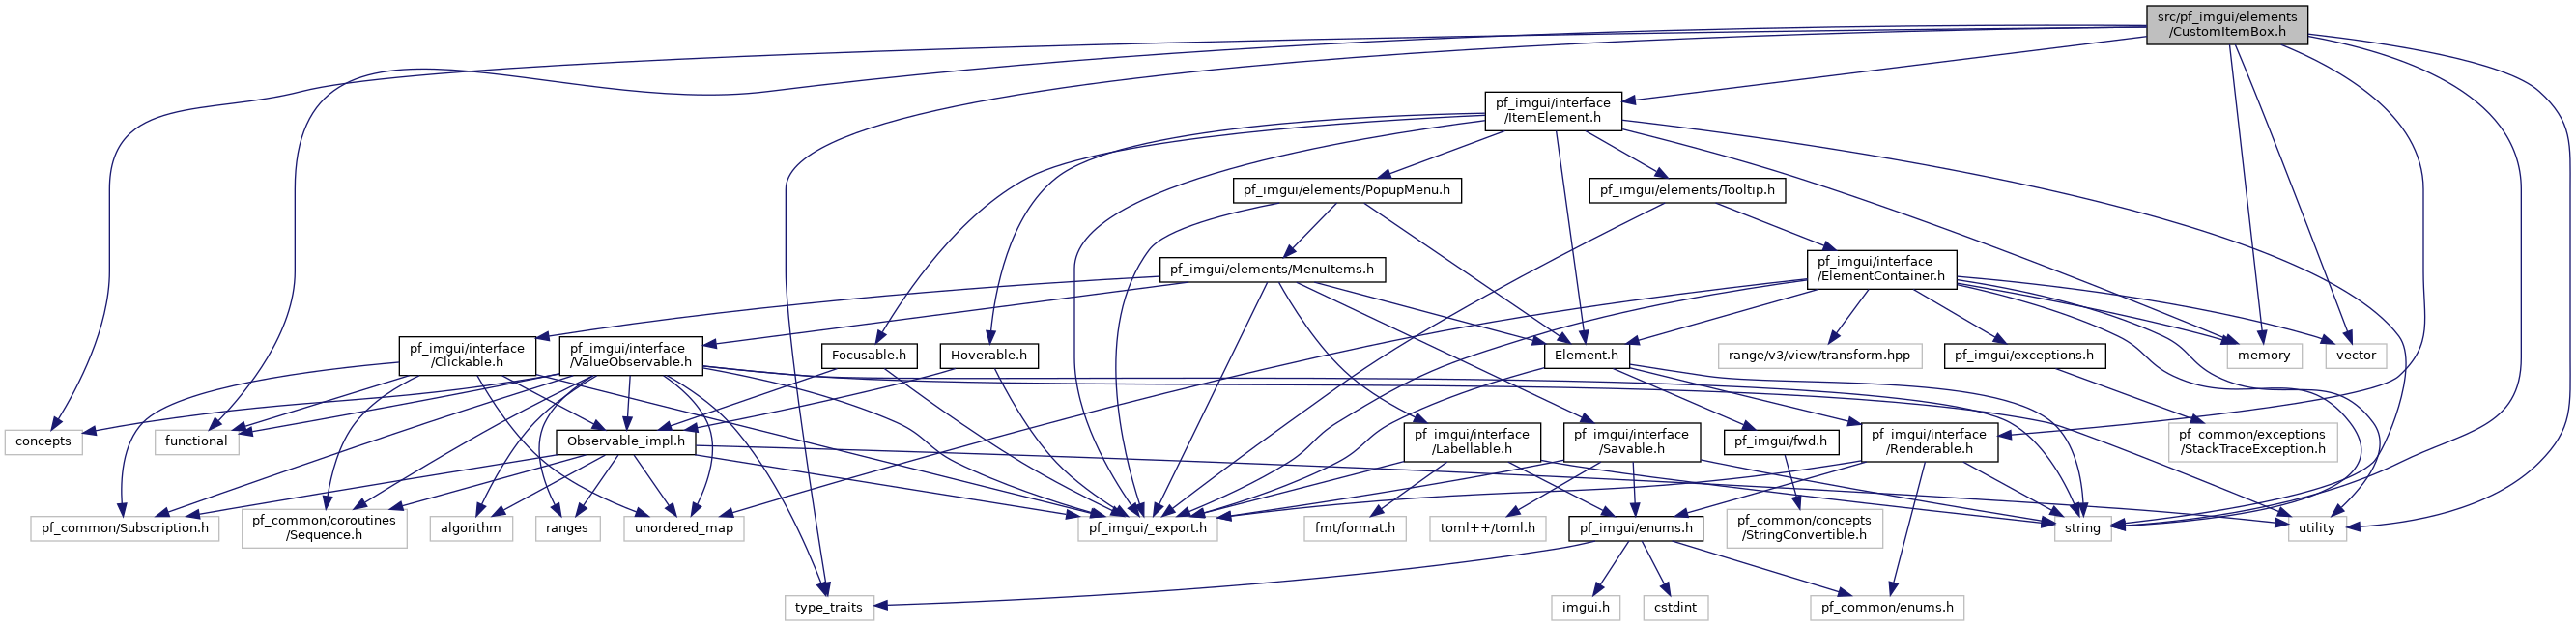 src/pf_imgui/elements
/CustomItemBox.h
pf_imgui/interface
/ItemElement.h
pf_imgui/elements/PopupMenu.h
pf_imgui/elements/Tooltip.h
pf_imgui/elements/MenuItems.h
pf_imgui/interface
/ElementContainer.h
pf_imgui/interface
/Clickable.h
pf_imgui/interface
/ValueObservable.h
Focusable.h
Hoverable.h
Element.h
range/v3/view/transform.hpp
pf_imgui/exceptions.h
memory
vector
concepts
functional
Observable_impl.h
pf_imgui/interface
/Labellable.h
pf_imgui/interface
/Savable.h
pf_imgui/fwd.h
pf_imgui/interface
/Renderable.h
pf_common/exceptions
/StackTraceException.h
pf_common/Subscription.h
pf_common/coroutines
/Sequence.h
algorithm
ranges
unordered_map
pf_imgui/_export.h
fmt/format.h
toml++/toml.h
pf_imgui/enums.h
pf_common/concepts
/StringConvertible.h
string
utility
type_traits
imgui.h
cstdint
pf_common/enums.h